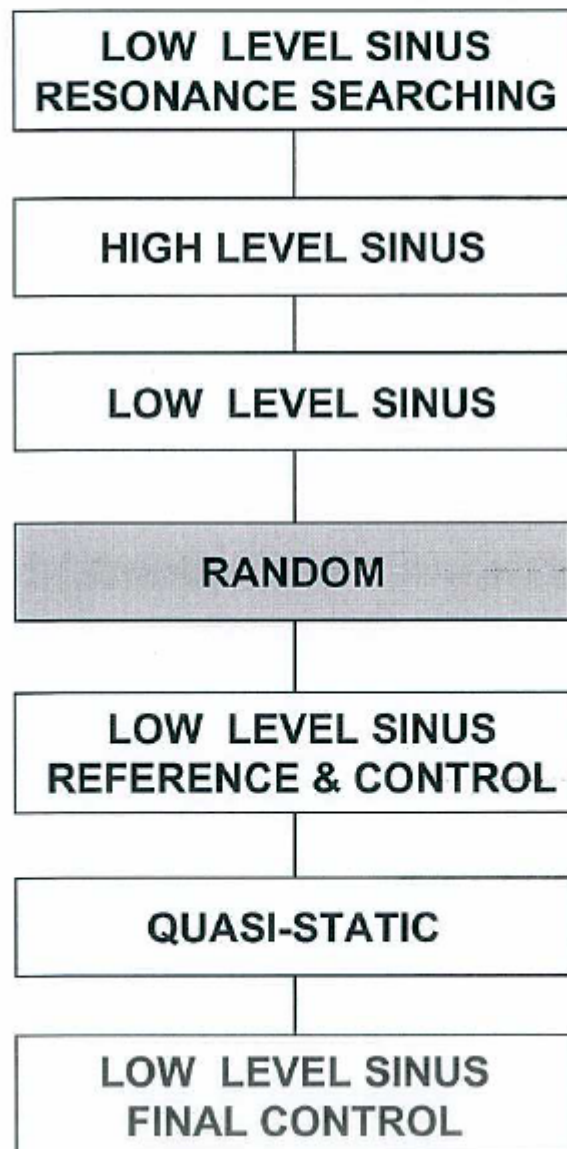 LOW LEVEL SINUS
RESONANCE SEARCHING
HIGH LEVEL SINUS
LOW LEVEL SINUS
RANDOM
LOW LEVEL SINUS
REFERENCE & CONTROL
QUASI-STATIC
LOW LEVEL SINUS
FINAL CONTROL